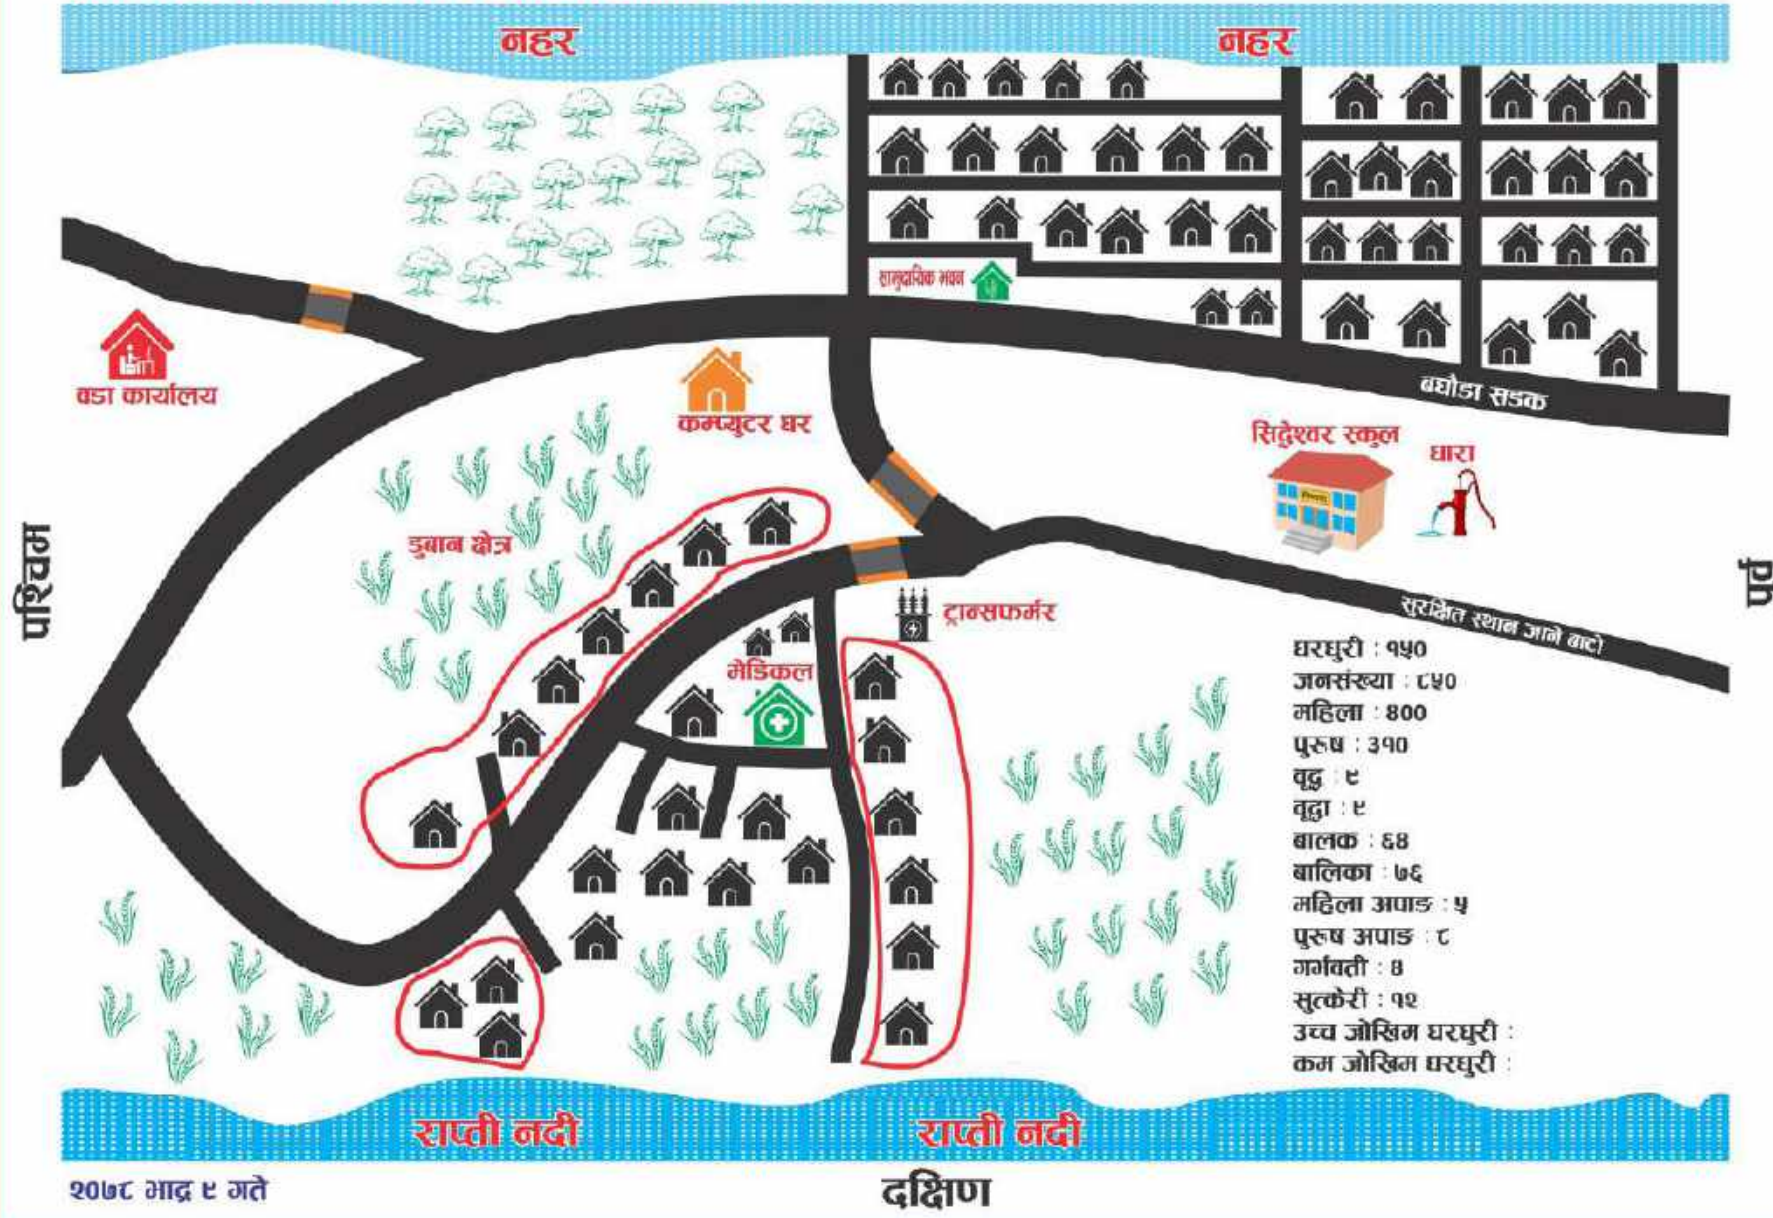 नहर
नहर
सामुदायिक भवन
वडा कार्यालय
कम्प्युटर घर
बघौडा सडक
सिद्धेश्वर स्कुल
धारा
डुबान क्षेत्र
पश्चिम
पूर्व
ट्रान्सफर्मर
सुरक्षित स्थान जाने बाटो
मेडिकल
घरधुरी : १५०
जनसंख्या : ८५०
महिला : ४००
पुरुष : ३१०
वृद्ध : ९
वृद्धा : ९
बालक : ६४
बालिका : ७६
महिला अपाङ : ५
पुरुष अपाङ : ८
गर्भवती : ४
सुत्केरी : १२
उच्च जोखिम घरधुरी :
कम जोखिम घरधुरी :
राप्ती नदी
राप्ती नदी
२०७८ भाद्र ९ गते
दक्षिण